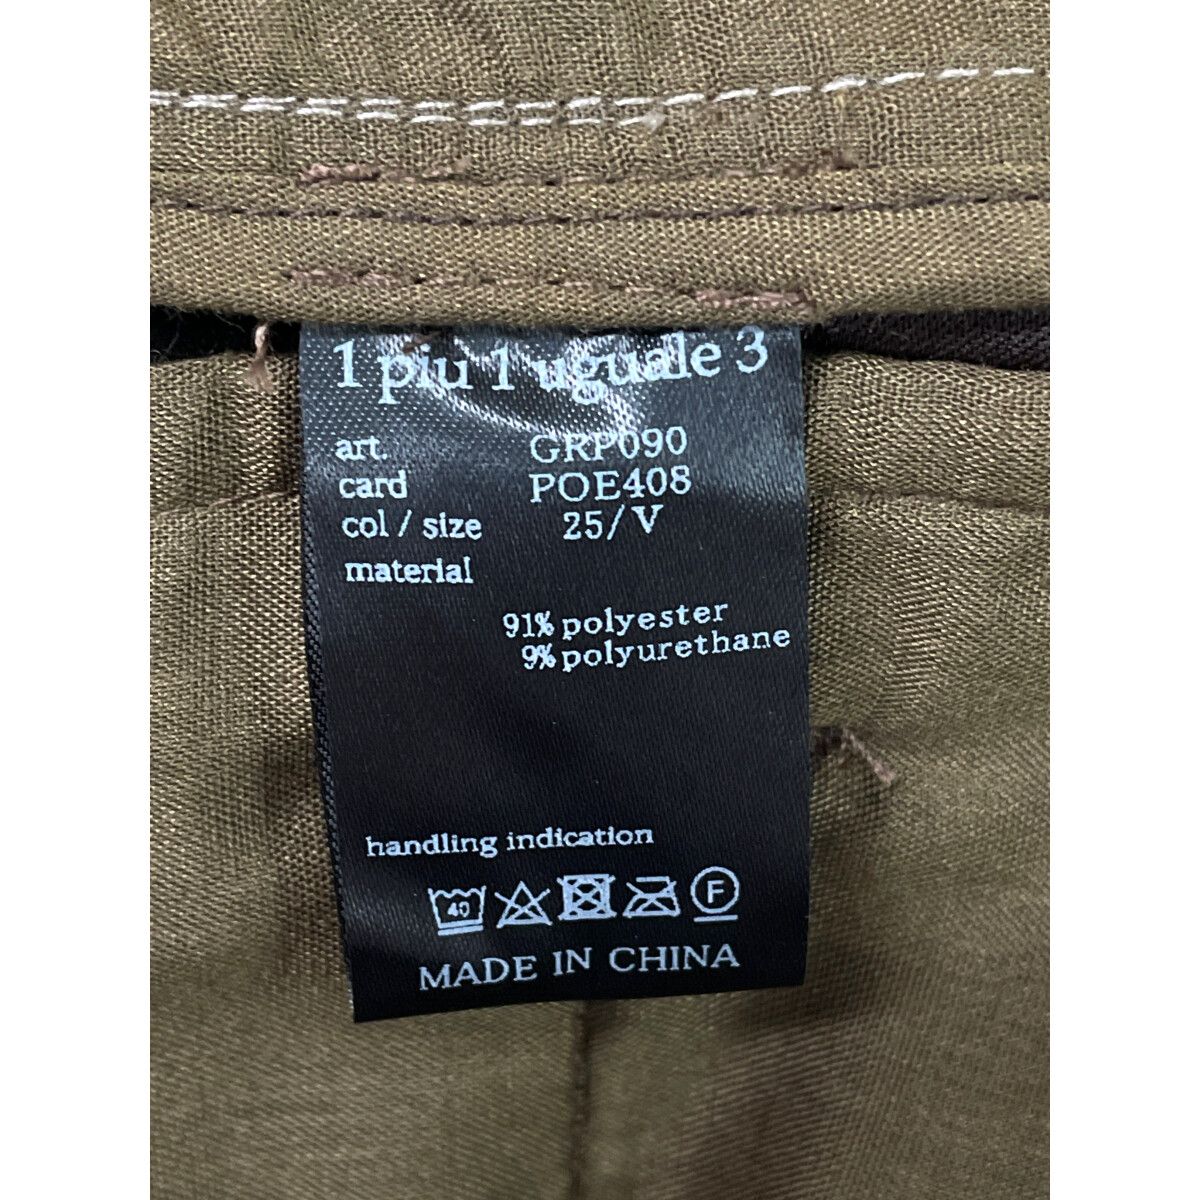 1 piu 1 uguale 3
art. GRP090
card POE408
col / size 25/V
material
91% polyester
9% polyurethane
handling indication
40 F
MADE IN CHINA